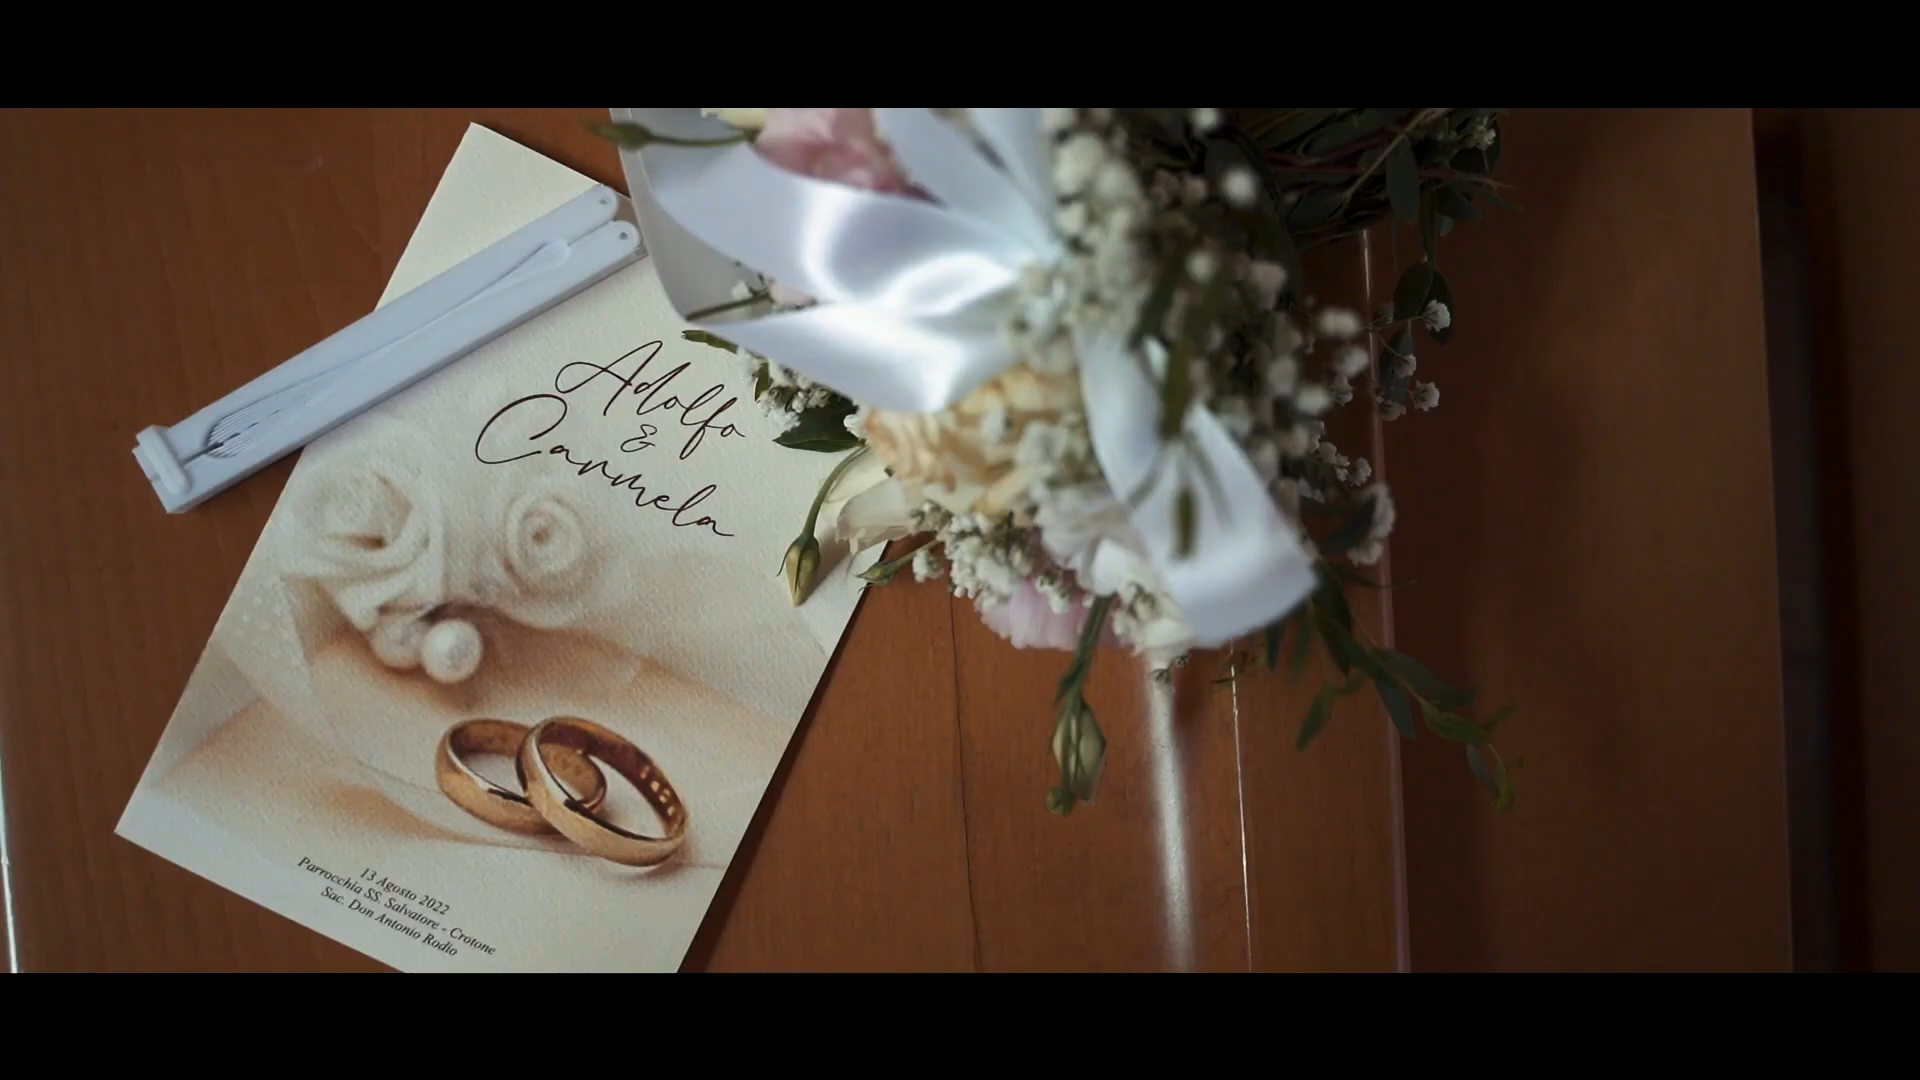 Adolfo
&
Carmela
13 Agosto 2022
Parrocchia SS. Salvatore - Crotone
Sac. Don Antonio Rodio